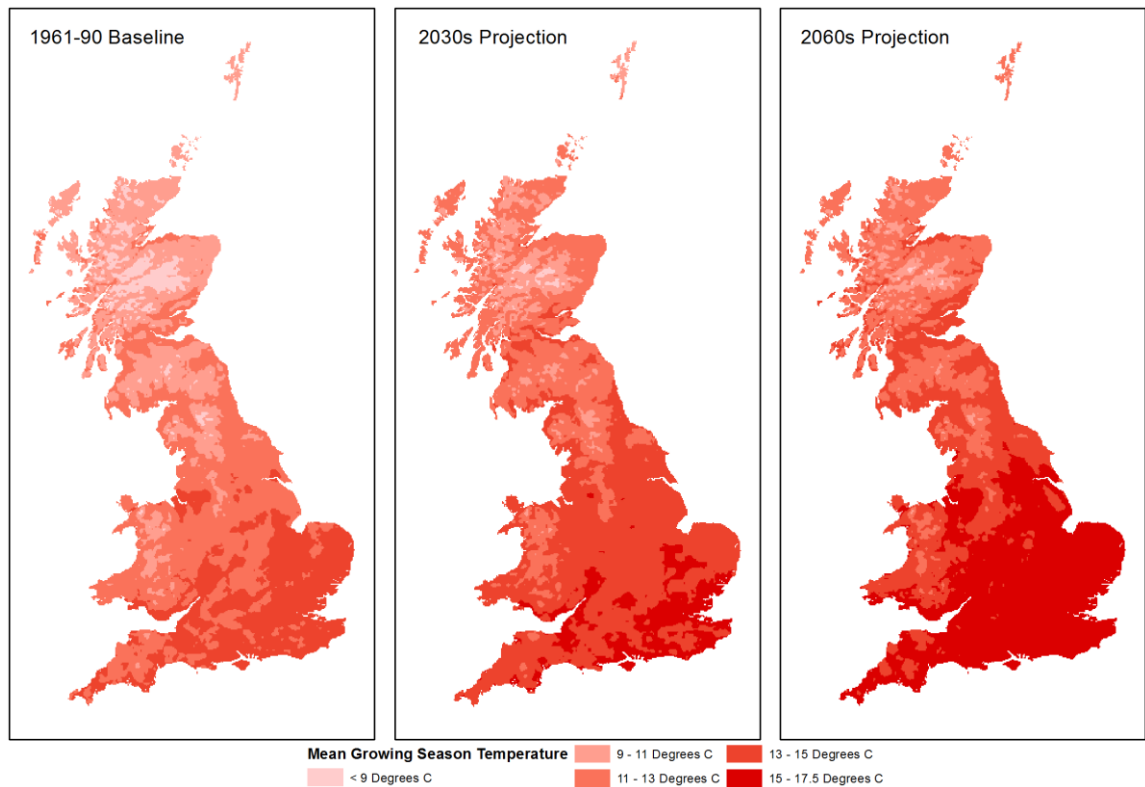 1961-90 Baseline
2030s Projection
2060s Projection
Mean Growing Season Temperature
< 9 Degrees C
9 - 11 Degrees C
11 - 13 Degrees C
13 - 15 Degrees C
15 - 17.5 Degrees C